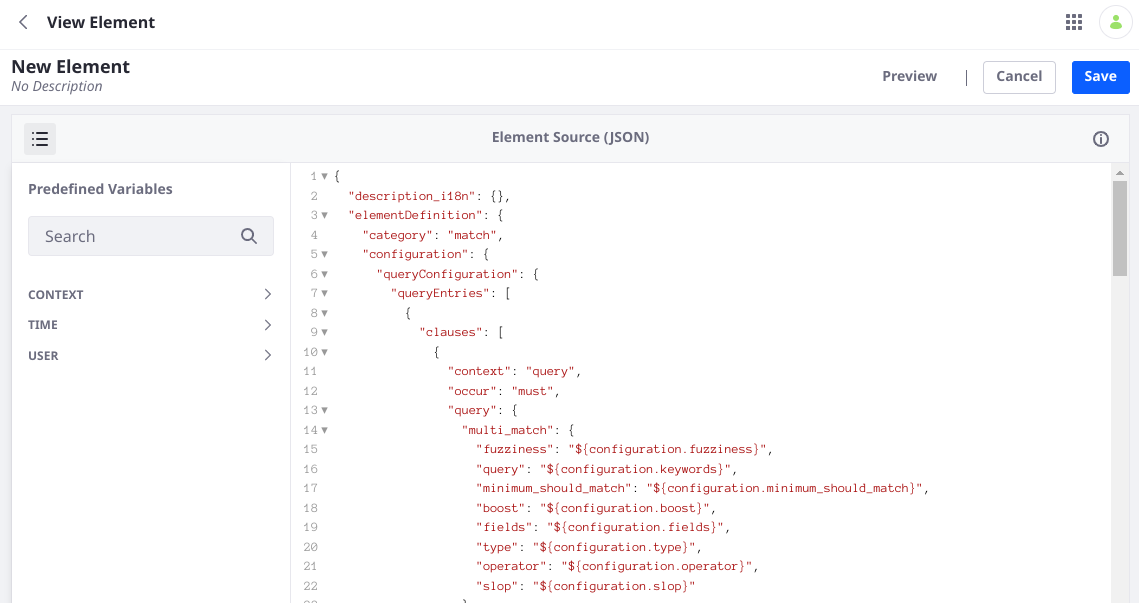 View Element
New Element
No Description
Preview | Cancel Save
Element Source (JSON)
Predefined Variables
Search
CONTEXT
TIME
USER
1 {
2 "description_i18n": {},
3 "elementDefinition": {
4 "category": "match",
5 "configuration": {
6 "queryConfiguration": {
7 "queryEntries": [
8 {
9 "clauses": [
10 {
11 "context": "query",
12 "occur": "must",
13 "query": {
14 "multi_match": {
15 "fuzziness": "${configuration.fuzziness}",
16 "query": "${configuration.keywords}",
17 "minimum_should_match": "${configuration.minimum_should_match}",
18 "boost": "${configuration.boost}",
19 "fields": "${configuration.fields}",
20 "type": "${configuration.type}",
21 "operator": "${configuration.operator}",
22 "slop": "${configuration.slop}"